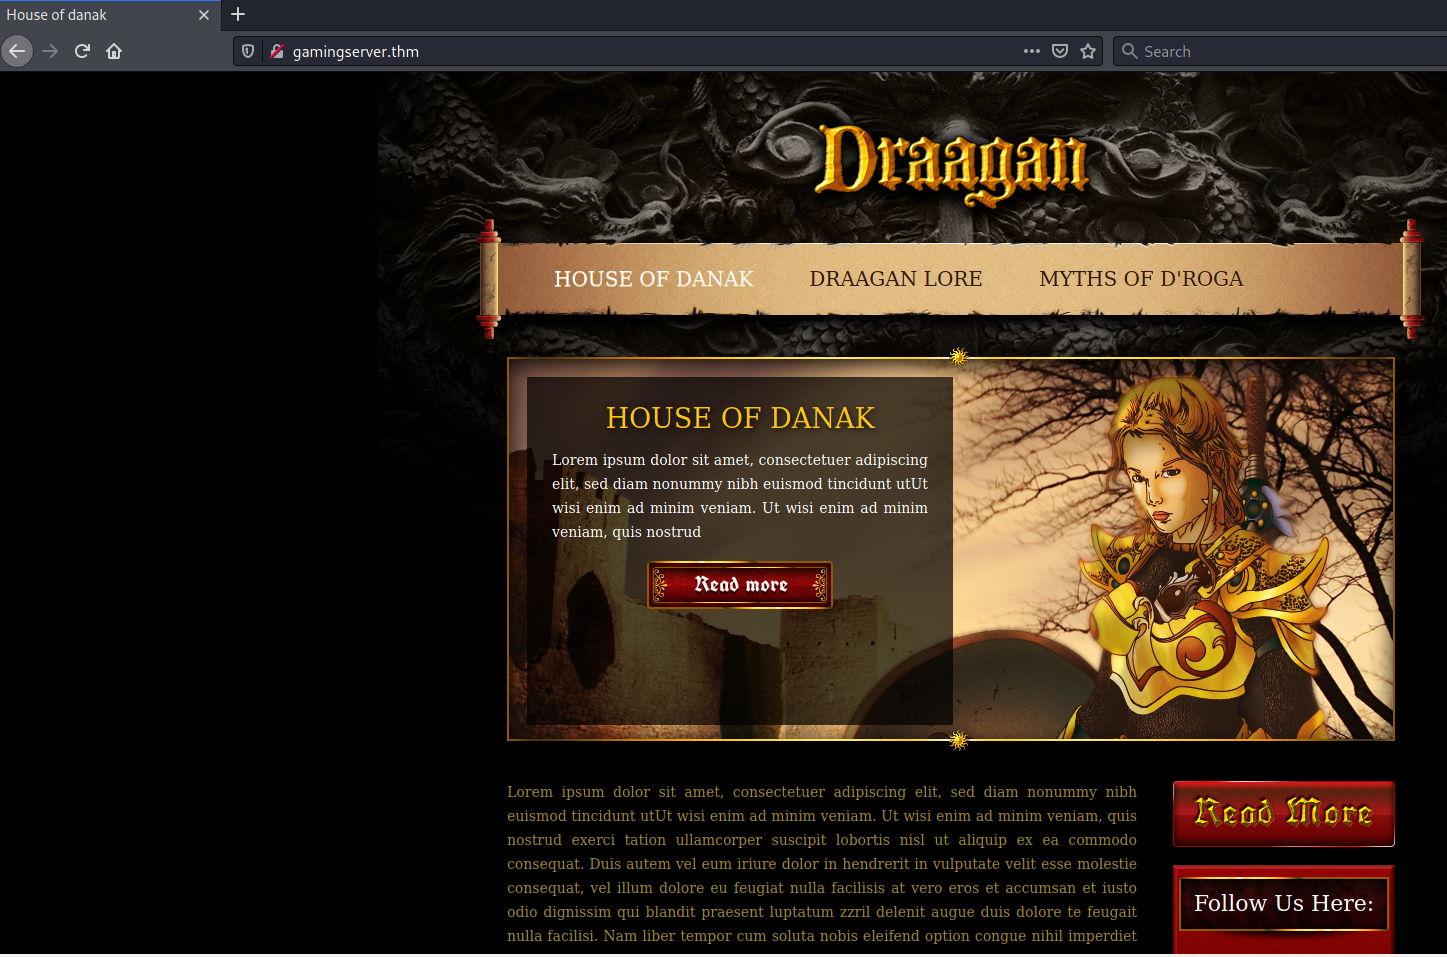 House of danak
gamingserver.thm
Search
Draagan
HOUSE OF DANAK DRAAGAN LORE MYTHS OF D'ROGA
HOUSE OF DANAK
Lorem ipsum dolor sit amet, consectetuer adipiscing
elit, sed diam nonummy nibh euismod tincidunt utUt
wisi enim ad minim veniam. Ut wisi enim ad minim
veniam, quis nostrud
Read more
Lorem ipsum dolor sit amet, consectetuer adipiscing elit, sed diam nonummy nibh
euismod tincidunt utUt wisi enim ad minim veniam. Ut wisi enim ad minim veniam, quis
nostrud exerci tation ullamcorper suscipit lobortis nisl ut aliquip ex ea commodo
consequat. Duis autem vel eum iriure dolor in hendrerit in vulputate velit esse molestie
consequat, vel illum dolore eu feugiat nulla facilisis at vero eros et accumsan et iusto
odio dignissim qui blandit praesent luptatum zzril delenit augue duis dolore te feugait
nulla facilisi. Nam liber tempor cum soluta nobis eleifend option congue nihil imperdiet
Read More
Follow Us Here: